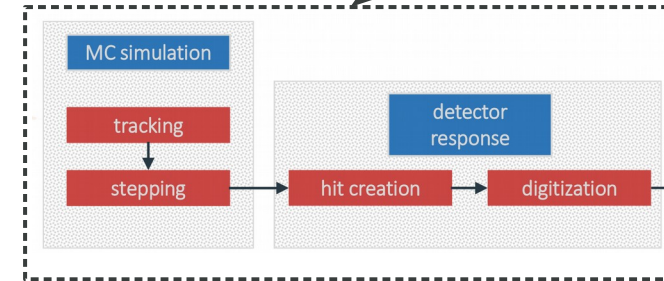 MC simulation
tracking
stepping
detector
response
hit creation
digitization